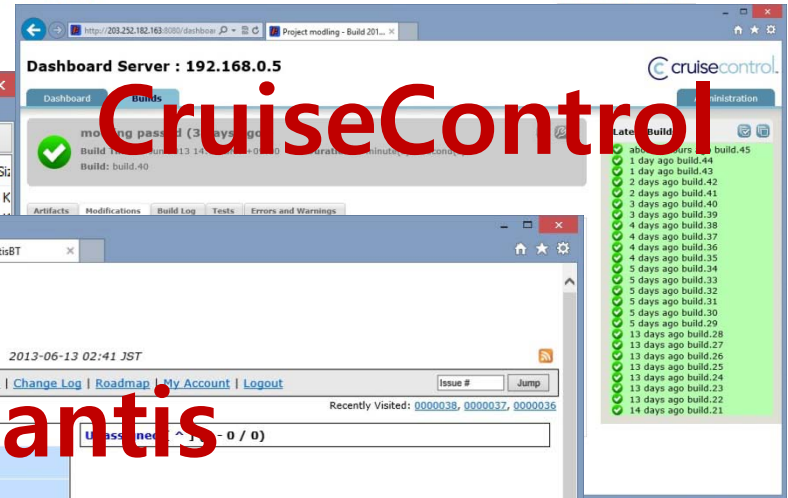 http://203.252.182.163:8080/dashboar
Project modling - Build 201...
Dashboard Server : 192.168.0.5
cruisecontrol
Dashboard
Builds
CruiseControl
passed (3
Build
2013
Build: build.40
Artifacts Modifications Build Log Tests Errors and Warnings
build.45
1 day ago build.44
1 day ago build.43
2 days ago build.42
2 days ago build.41
3 days ago build.40
3 days ago build.39
4 days ago build.38
4 days ago build.37
4 days ago build.36
4 days ago build.35
5 days ago build.34
5 days ago build.33
5 days ago build.32
5 days ago build.31
5 days ago build.30
5 days ago build.29
13 days ago build.28
13 days ago build.27
13 days ago build.26
13 days ago build.25
13 days ago build.24
13 days ago build.23
13 days ago build.22
14 days ago build.21
tisBT
2013-06-13 02:41 JST
| Change Log | Roadmap | My Account | Logout
Issue #
Jump
Recently Visited: 0000038, 0000037, 0000036
antis
- 0 / 0)